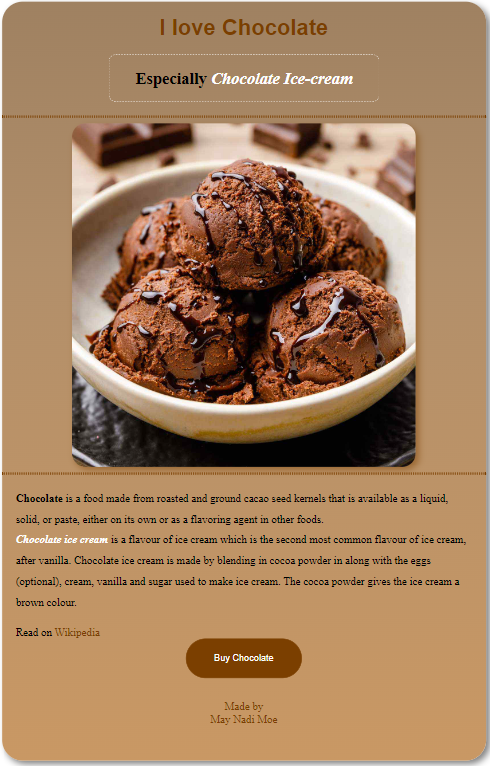 I love Chocolate
Especially Chocolate Ice-cream
Chocolate is a food made from roasted and ground cacao seed kernels that is available as a liquid,
solid, or paste, either on its own or as a flavoring agent in other foods.
Chocolate ice cream is a flavour of ice cream which is the second most common flavour of ice cream,
after vanilla. Chocolate ice cream is made by blending in cocoa powder in along with the eggs
(optional), cream, vanilla and sugar used to make ice cream. The cocoa powder gives the ice cream a
brown colour.
Read on Wikipedia
Buy Chocolate
Made by
May Nadi Moe